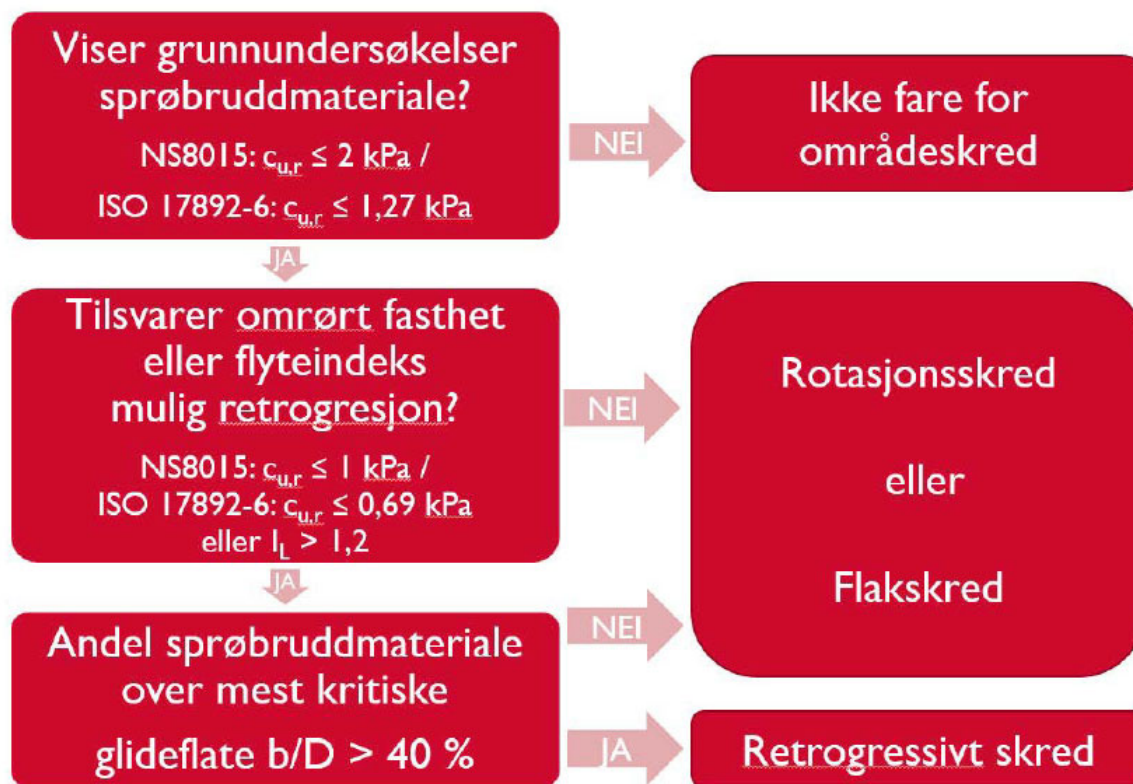 Viser grunnundersøkelser
sprøbruddmateriale?
NS8015: cu,r ≤ 2 kPa /
ISO 17892-6: cu,r ≤ 1,27 kPa
NEI
Ikke fare for
områdeskred
JA
Tilsvarer omrørt fasthet
eller flyteindeks
mulig retrogresjon?
NS8015: cu,r ≤ 1 kPa /
ISO 17892-6: cu,r ≤ 0,69 kPa
eller IL > 1,2
NEI
Rotasjonsskred
eller
Flakskred
JA
Andel sprøbruddmateriale
over mest kritiske
glideflate b/D > 40 %
NEI
JA
Retrogressivt skred